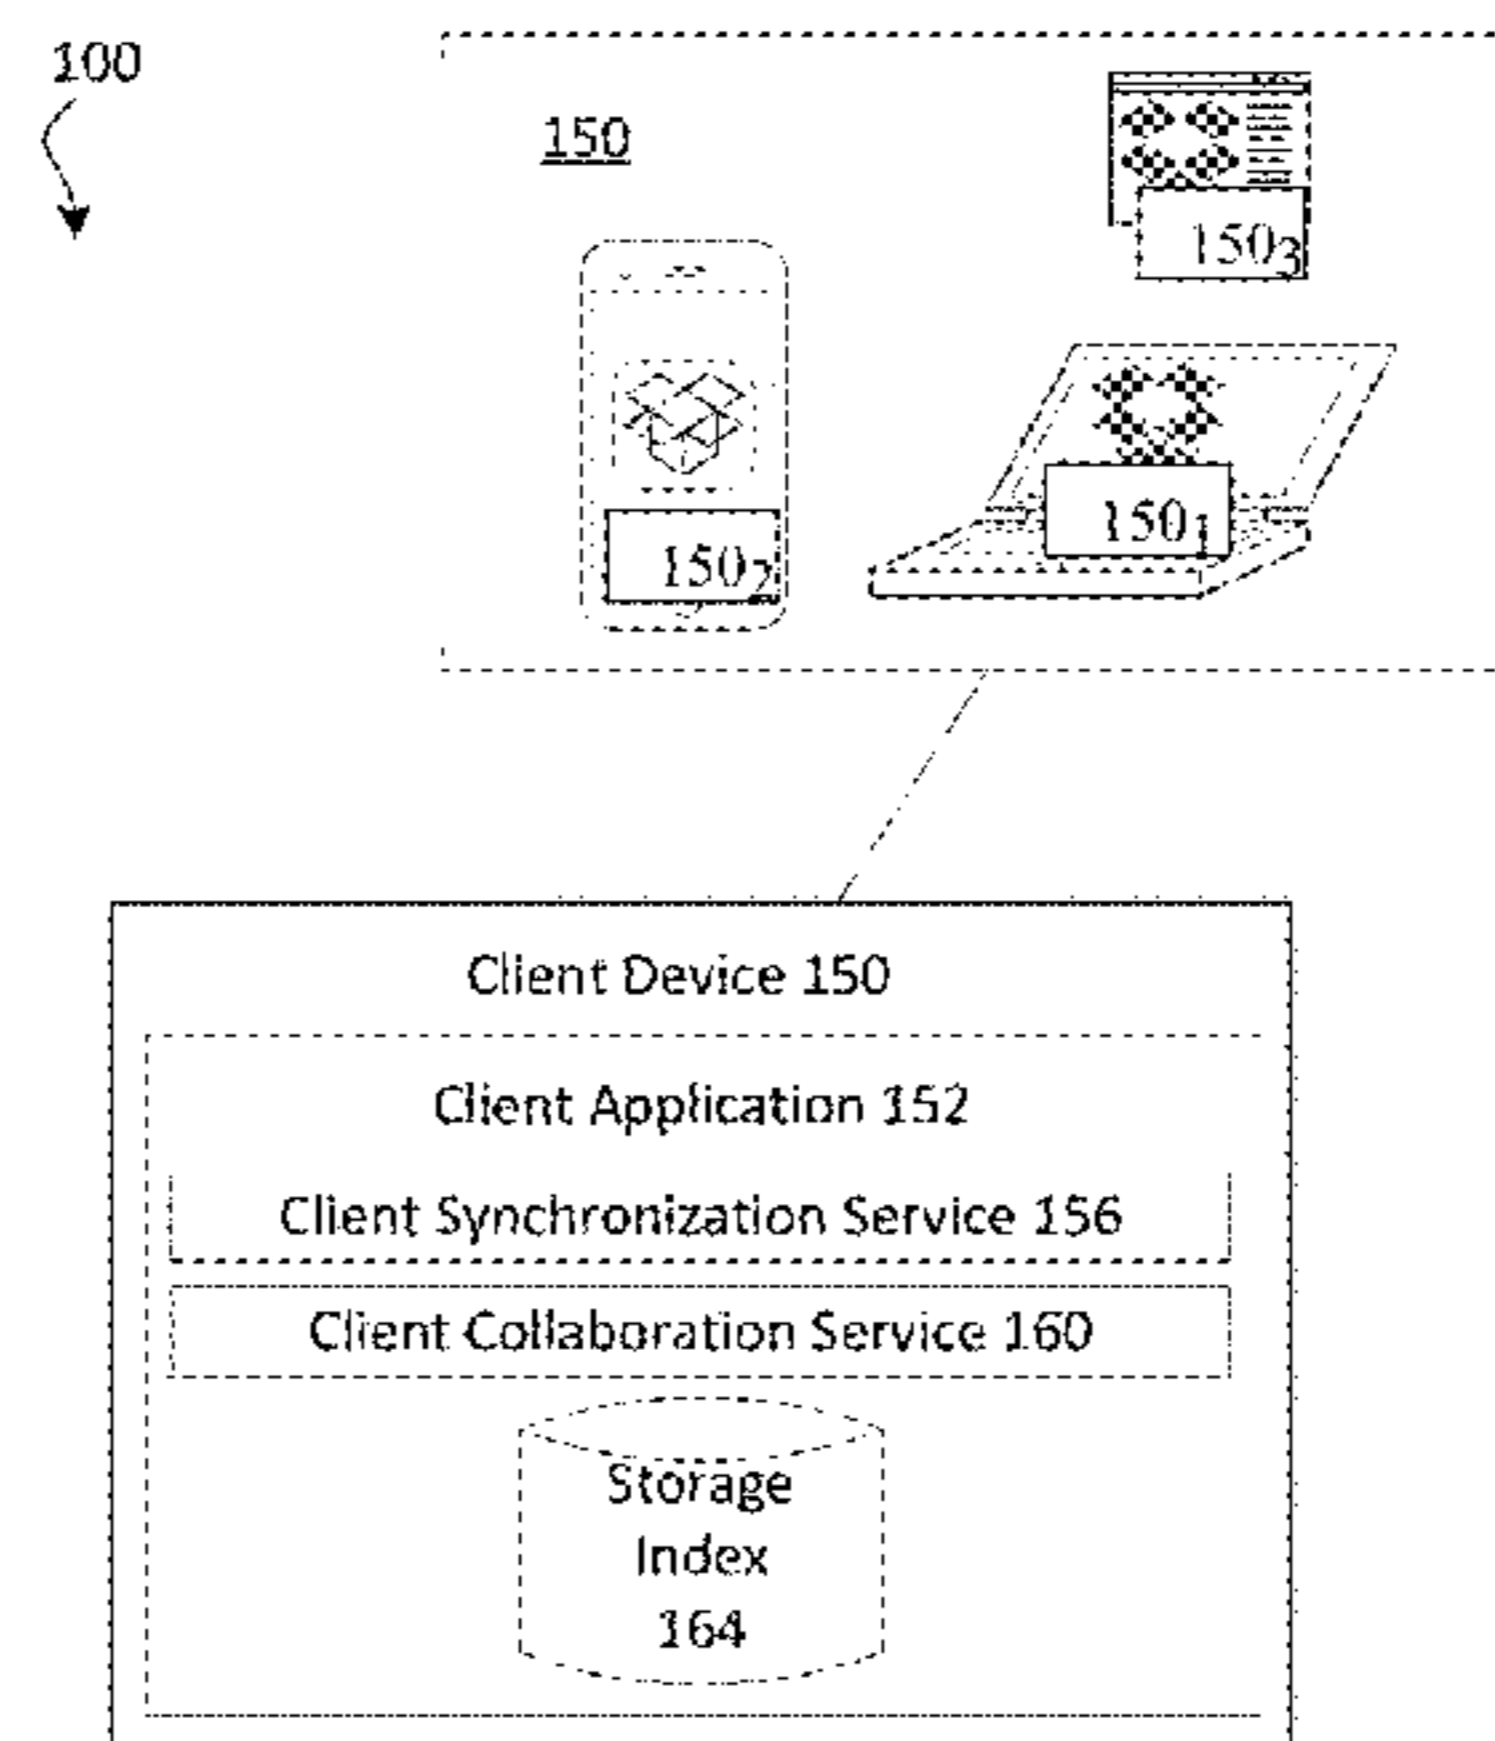 100
150
150₃
150₁
150₂
Client Device 150
Client Application 152
Client Synchronization Service 156
Client Collaboration Service 160
Storage
Index
164